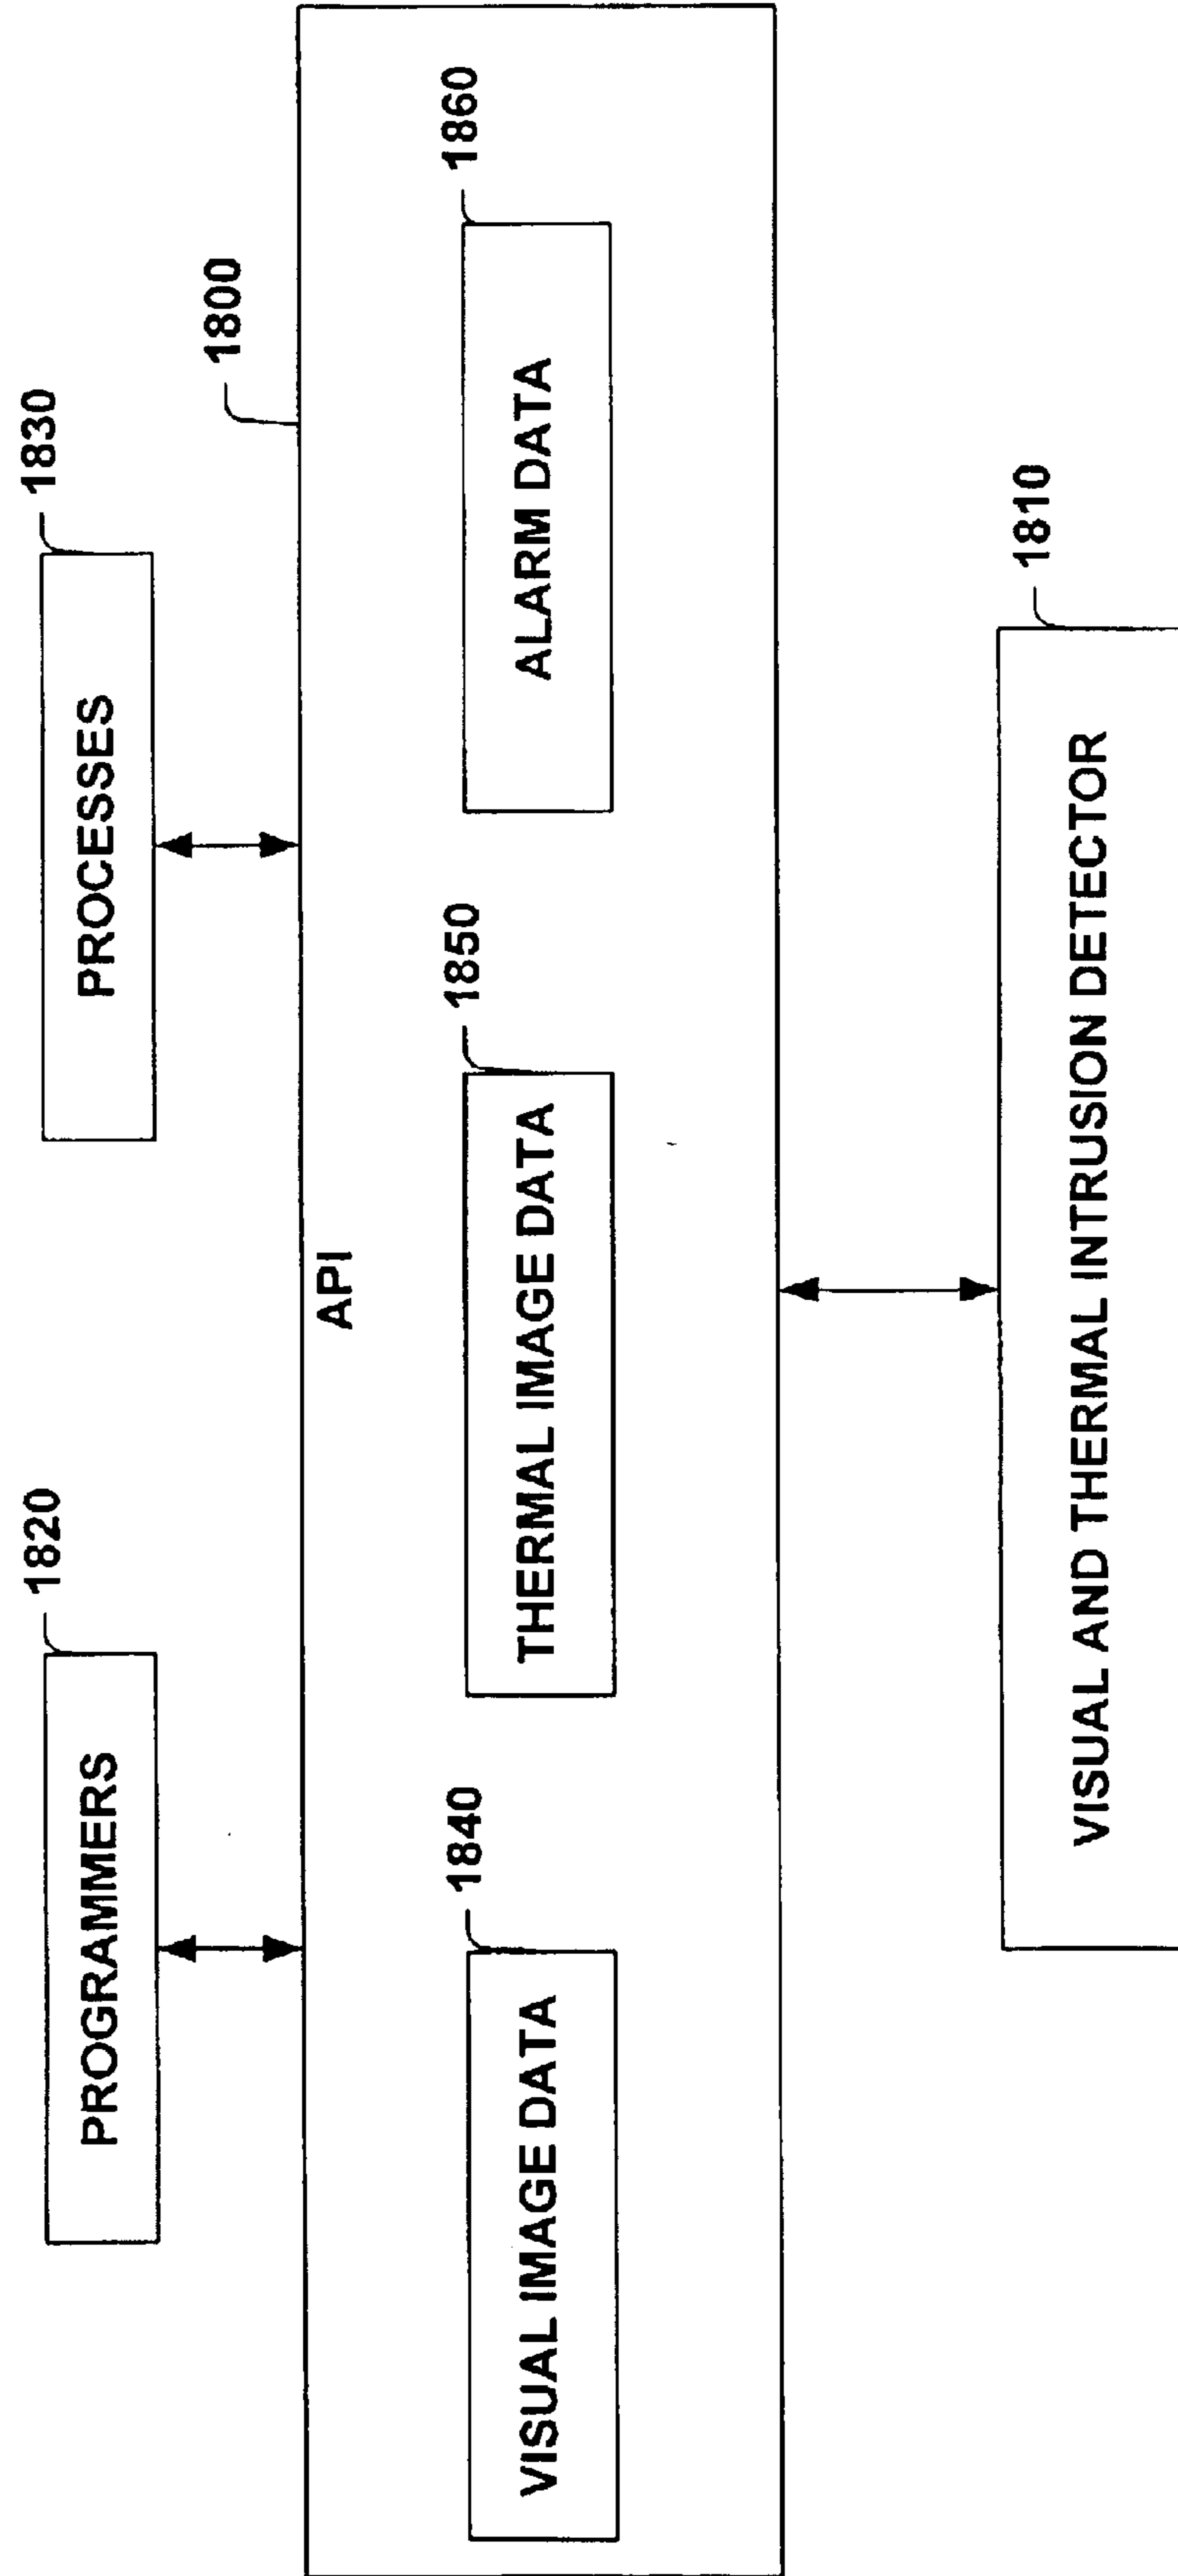 PROGRAMMERS
1820
PROCESSES
1830
1800
API
VISUAL IMAGE DATA
1840
THERMAL IMAGE DATA
1850
ALARM DATA
1860
VISUAL AND THERMAL INTRUSION DETECTOR
1810